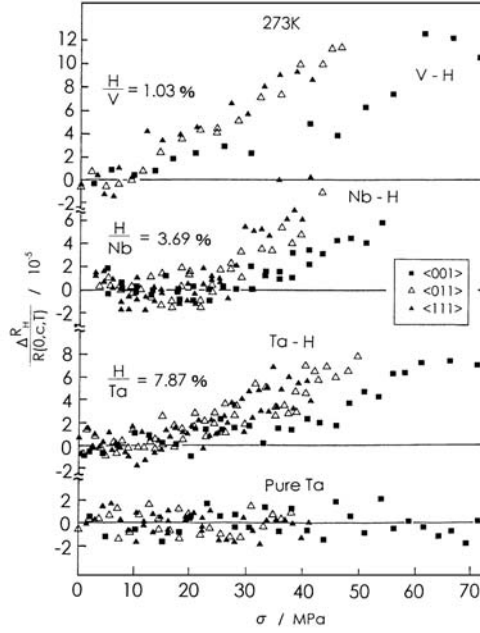 273K
12
10
8
6
4
2
0
-2
H/V = 1.03 %
V - H
6
4
2
0
-2
H/Nb = 3.69 %
Nb - H
8
6
4
2
0
-2
H/Ta = 7.87 %
Ta - H
2
0
-2
Pure Ta
ΔR_H / R(0,c,T) / 10⁻⁵
■ <001>
△ <011>
▲ <111>
0 10 20 30 40 50 60 70
σ / MPa